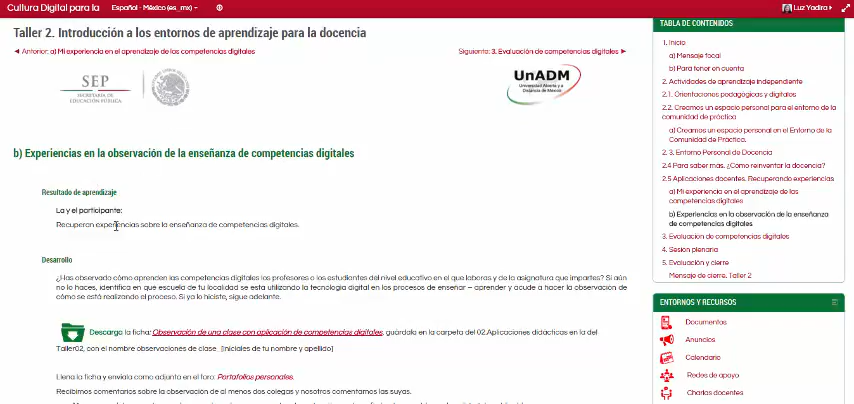 Cultura Digital para la
Español - México (es_mx)
Luz Yadira
Taller 2. Introducción a los entornos de aprendizaje para la docencia
◄ Anterior: a) Mi experiencia en el aprendizaje de las competencias digitales
Siguiente: 3. Evaluación de competencias digitales ►
SEP
SECRETARÍA DE
EDUCACIÓN PÚBLICA
UnADM
Universidad Abierta y a
Distancia de México
b) Experiencias en la observación de la enseñanza de competencias digitales
Resultado de aprendizaje
La y el participante:
Recuperan experiencias sobre la enseñanza de competencias digitales.
Desarrollo
¿Has observado cómo aprenden las competencias digitales los profesores o los estudiantes del nivel educativo en el que laboras y de la asignatura que impartes? Si aún
no lo haces, identifica en que escuela de tu localidad se esta utilizando la tecnología digital en los procesos de enseñar – aprender y acude a hacer la observación de
cómo se está realizando el proceso. Si ya lo hiciste, sigue adelante.
Descarga la ficha: Observación de una clase con aplicación de competencias digitales, guárdala en la carpeta del 02.Aplicaciones didácticas en la del
Taller02, con el nombre observaciones de clase_[iniciales de tu nombre y apellido]
Llena la ficha y envíala como adjunta en el foro: Portafolios personales.
Recibimos comentarios sobre la observación de al menos dos colegas y nosotros comentamos las suyas.
TABLA DE CONTENIDOS
1. Inicio
a) Mensaje focal
b) Para tener en cuenta
2. Actividades de aprendizaje independiente
2.1. Orientaciones pedagógicas y digitales
2.2. Creamos un espacio personal para el entorno de la
comunidad de práctica
a) Creamos un espacio personal en el Entorno de la
Comunidad de Práctica.
2. 3. Entorno Personal de Docencia
2.4 Para saber más. ¿Como reinventar la docencia?
2.5 Aplicaciones docentes. Recuperando experiencias
a) Mi experiencia en el aprendizaje de las
competencias digitales
b) Experiencias en la observación de la enseñanza
de competencias digitales
3. Evaluación de competencias digitales
4. Sesión plenaria
5. Evaluación y cierre
Mensaje de cierre. Taller 2
ENTORNOS Y RECURSOS
Documentos
Anuncios
Calendario
Redes de apoyo
Charlas docentes